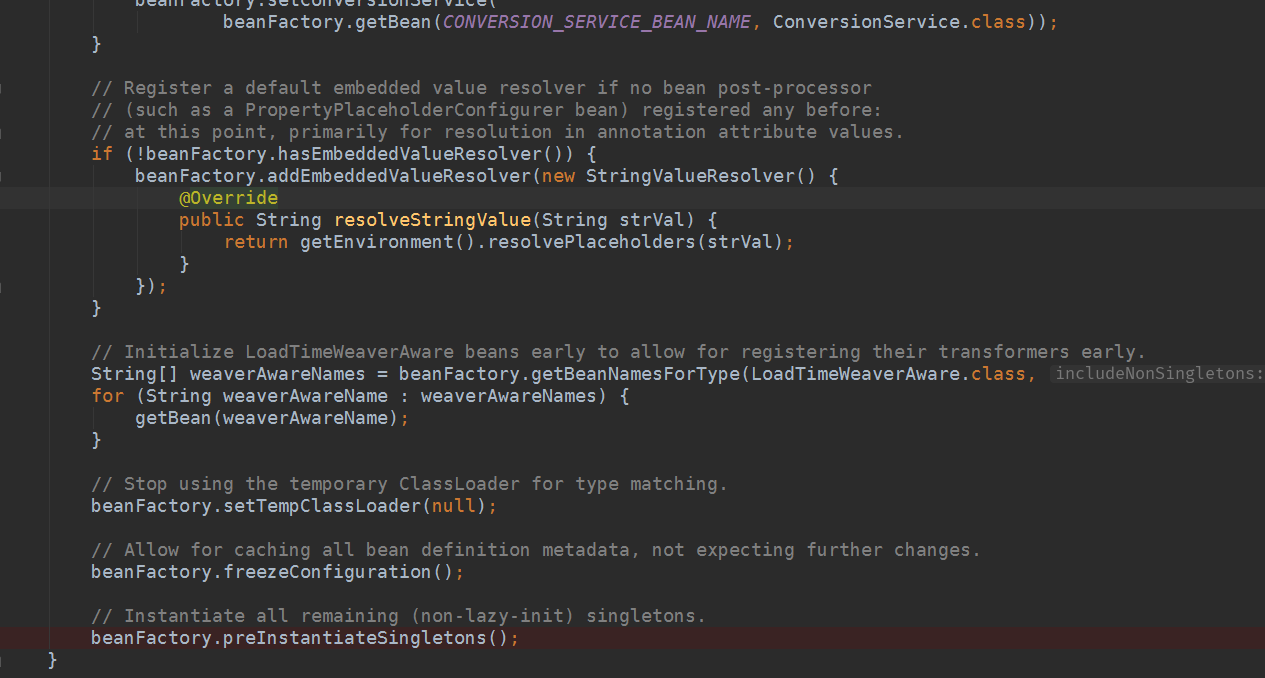 beanFactory.setConversionService(
beanFactory.getBean(CONVERSION_SERVICE_BEAN_NAME, ConversionService.class));
}
// Register a default embedded value resolver if no bean post-processor
// (such as a PropertyPlaceholderConfigurer bean) registered any before:
// at this point, primarily for resolution in annotation attribute values.
if (!beanFactory.hasEmbeddedValueResolver()) {
beanFactory.addEmbeddedValueResolver(new StringValueResolver() {
@Override
public String resolveStringValue(String strVal) {
return getEnvironment().resolvePlaceholders(strVal);
}
});
}
// Initialize LoadTimeWeaverAware beans early to allow for registering their transformers early.
String[] weaverAwareNames = beanFactory.getBeanNamesForType(LoadTimeWeaverAware.class, includeNonSingletons:
for (String weaverAwareName : weaverAwareNames) {
getBean(weaverAwareName);
}
// Stop using the temporary ClassLoader for type matching.
beanFactory.setTempClassLoader(null);
// Allow for caching all bean definition metadata, not expecting further changes.
beanFactory.freezeConfiguration();
// Instantiate all remaining (non-lazy-init) singletons.
beanFactory.preInstantiateSingletons();
}